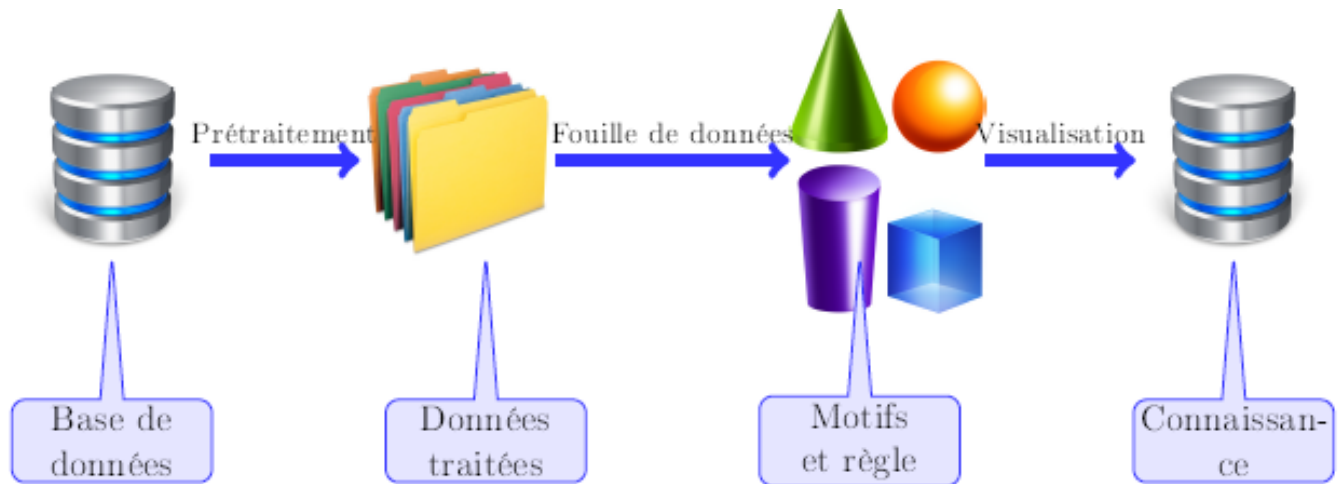 Prétraitement
Fouille de données
Visualisation
Base de
données
Données
traitées
Motifs
et règle
Connaissan-
ce